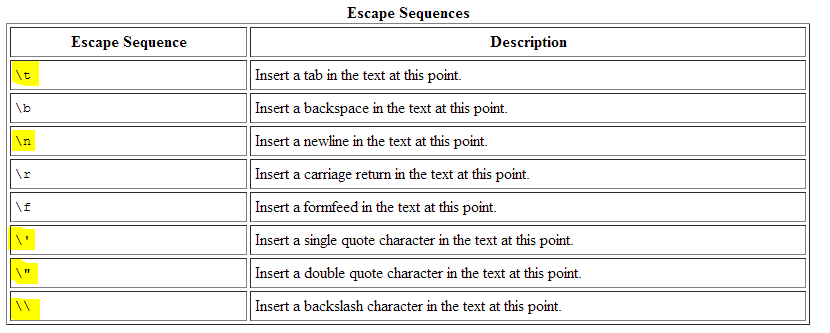 Escape Sequences
Escape Sequence Description
\t Insert a tab in the text at this point.
\b Insert a backspace in the text at this point.
\n Insert a newline in the text at this point.
\r Insert a carriage return in the text at this point.
\f Insert a formfeed in the text at this point.
\' Insert a single quote character in the text at this point.
\" Insert a double quote character in the text at this point.
\\ Insert a backslash character in the text at this point.